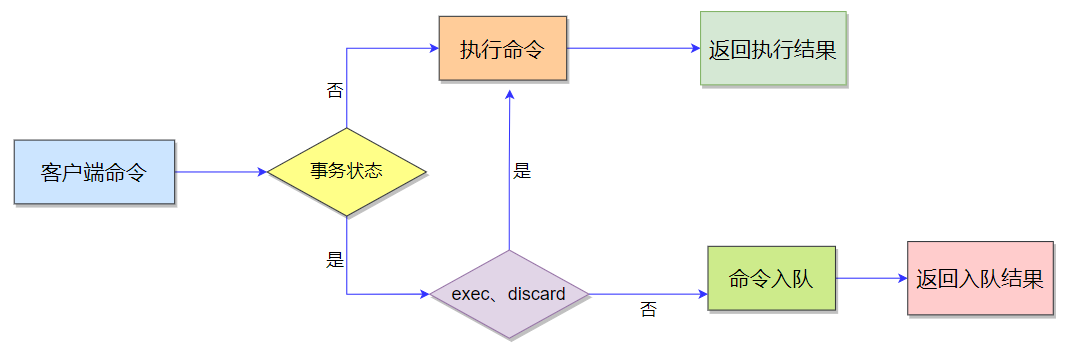 执行命令
返回执行结果
否
客户端命令
事务状态
是
是
exec、discard
否
命令入队
返回入队结果